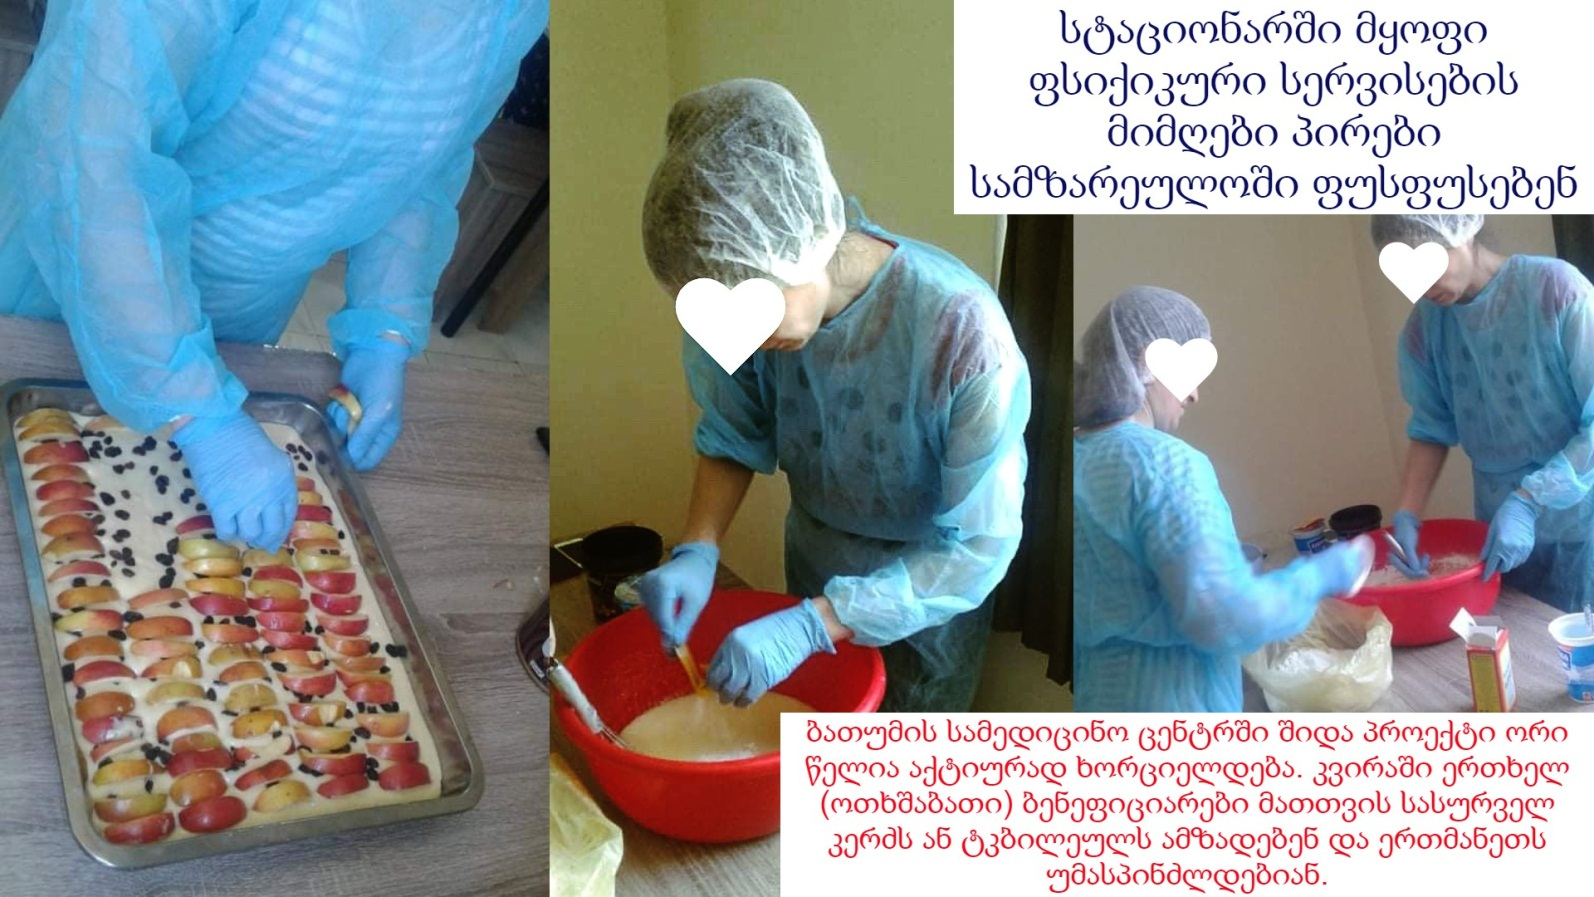 სტაციონარში მყოფი
ფსიქიკური სერვისების
მიმღები პირები
სამზარეულოში ფუსფუსებენ
ბათუმის სამედიცინო ცენტრში შიდა პროექტი ორი
წელია აქტიურად ხორციელდება. კვირაში ერთხელ
(ოთხშაბათი) ბენეფიციარები მათთვის სასურველ
კერძს ან ტკბილეულს ამზადებენ და ერთმანეთს
უმასპინძლდებიან.